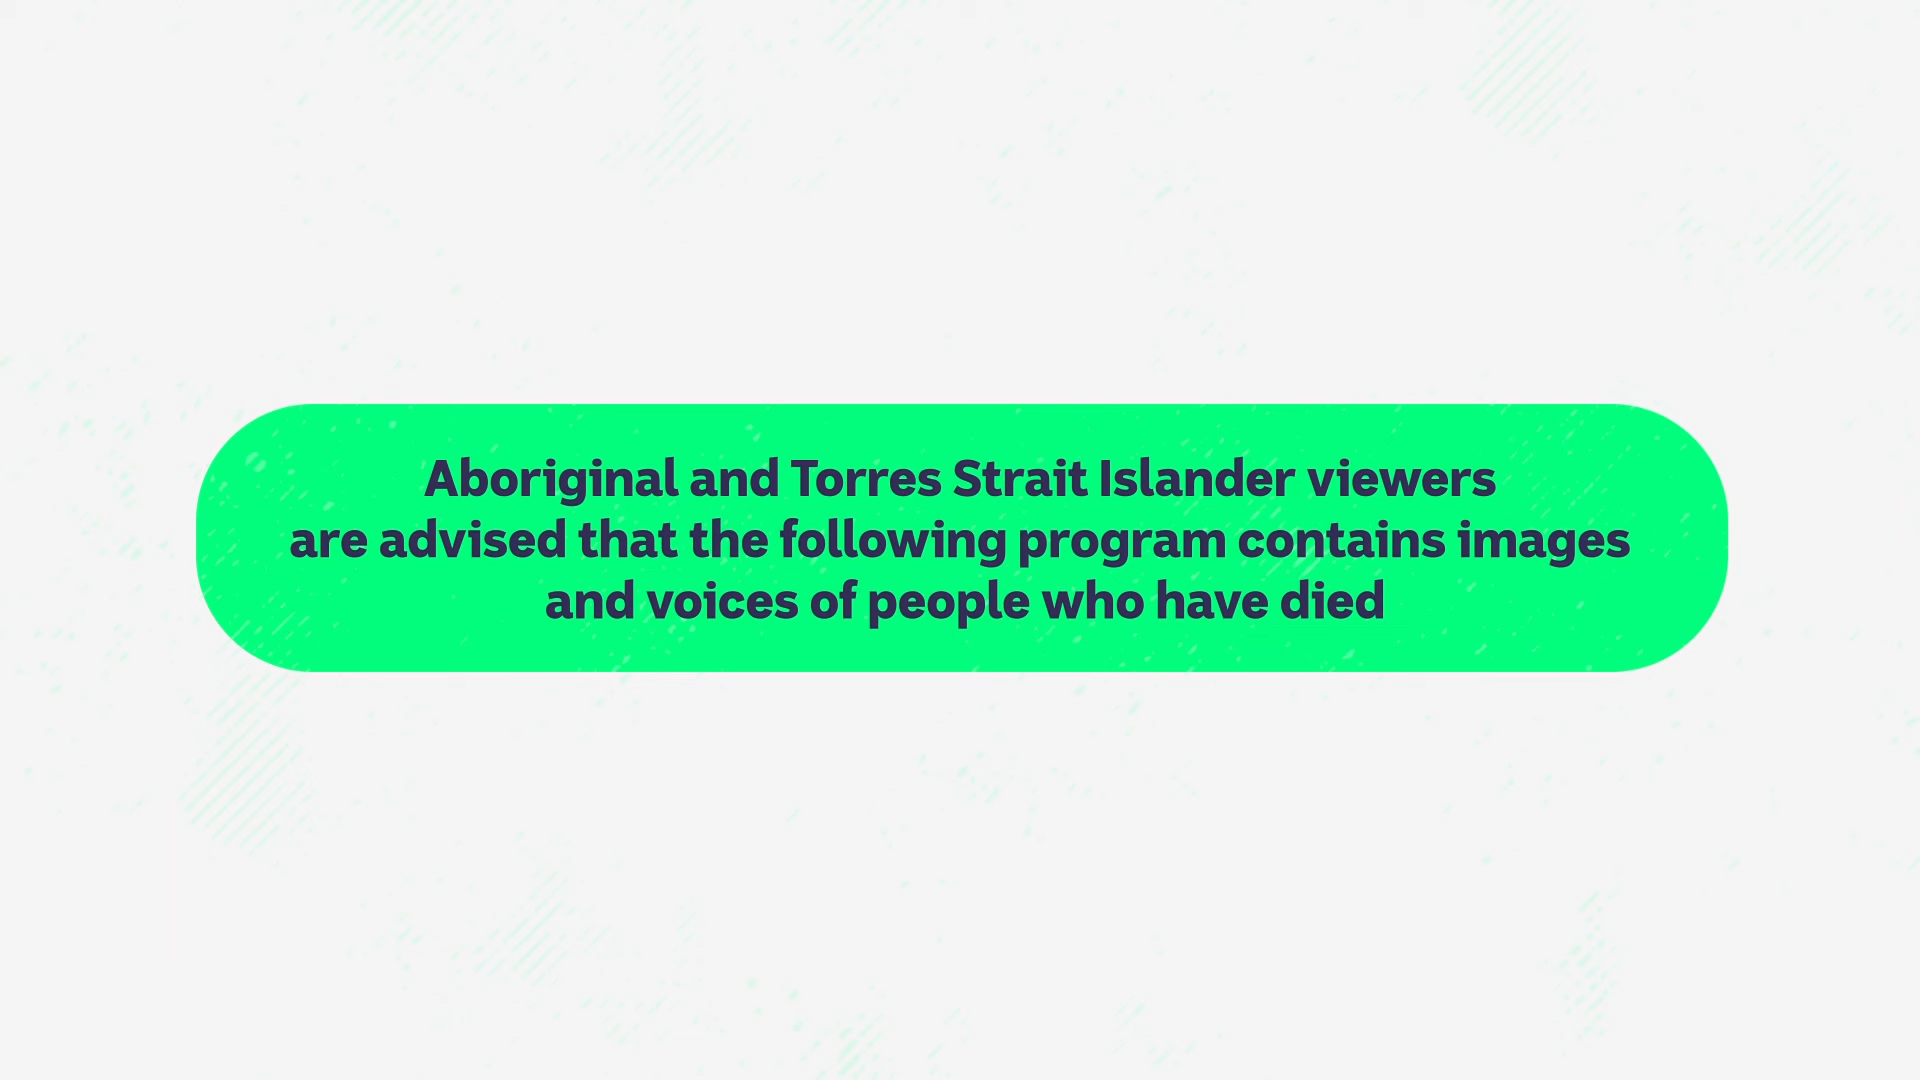 Aboriginal and Torres Strait Islander viewers
are advised that the following program contains images
and voices of people who have died